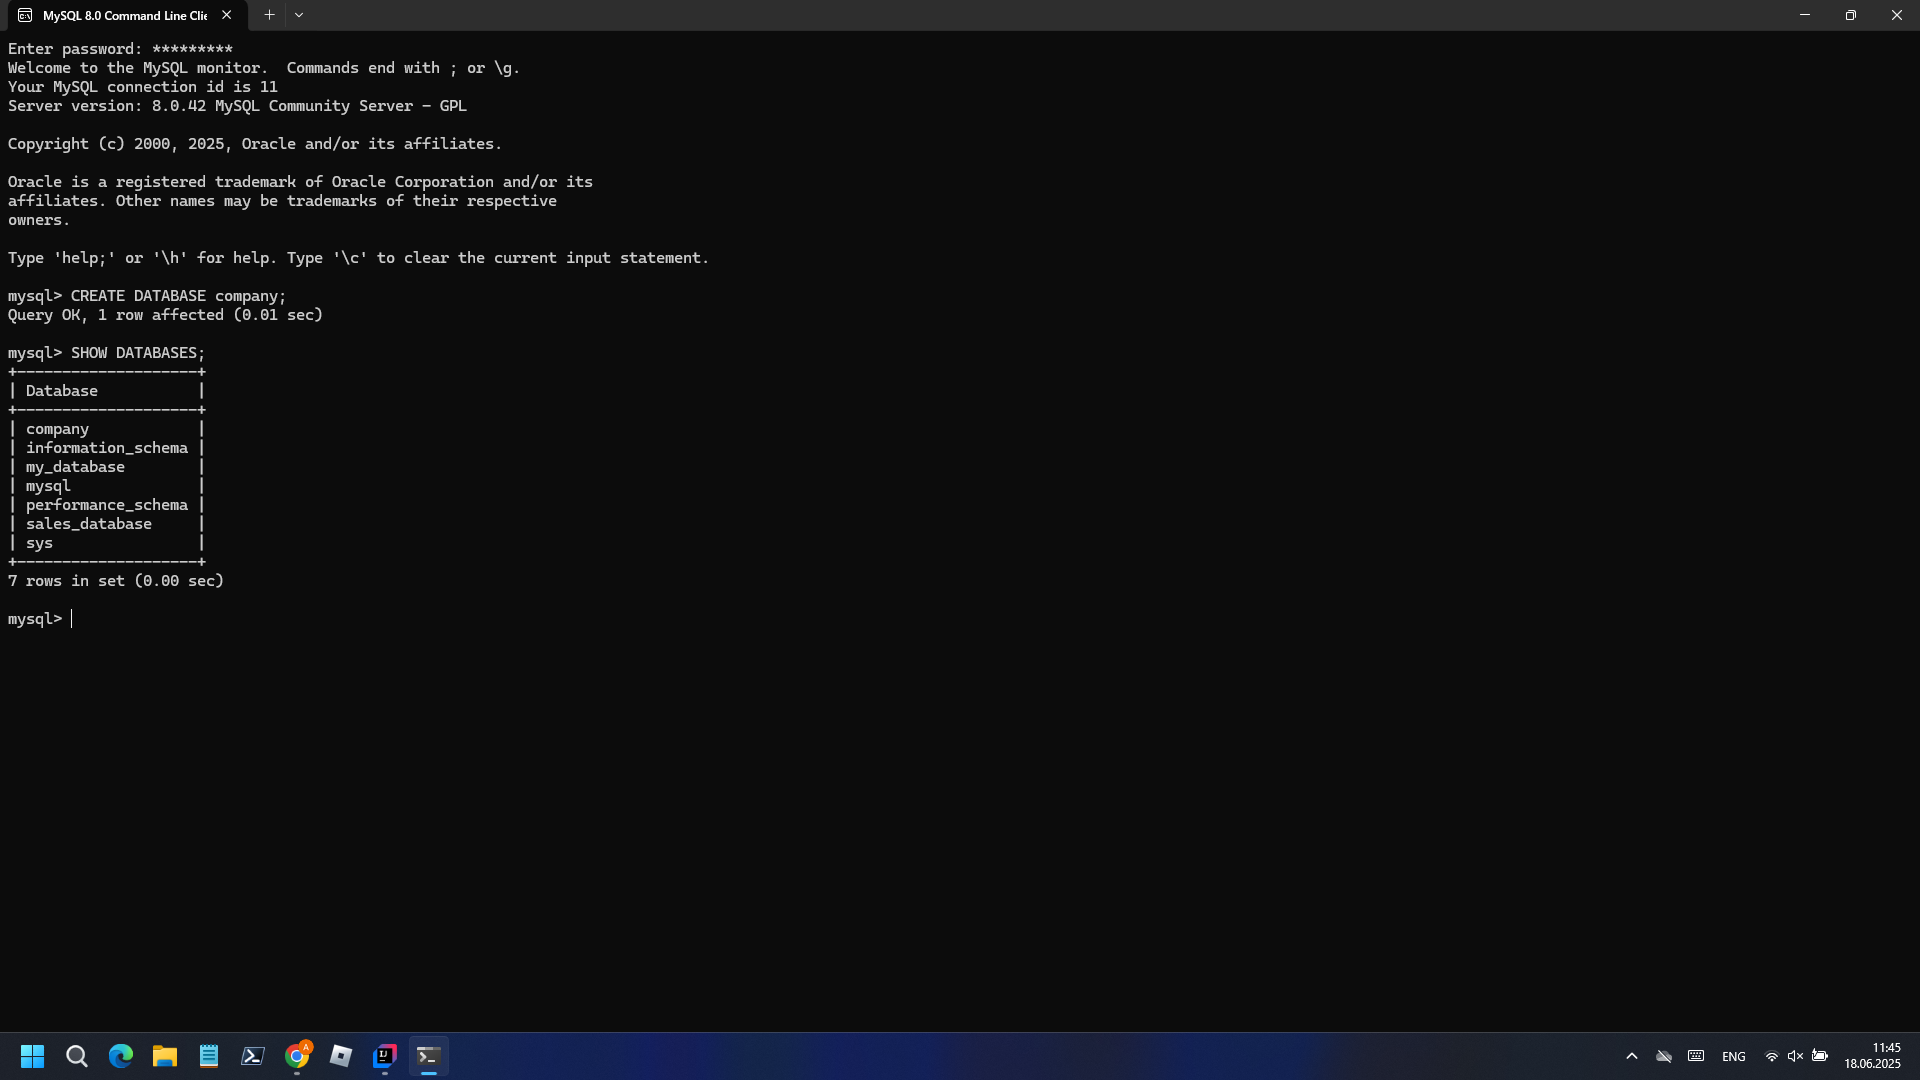 MySQL 8.0 Command Line Clie
Enter password: *********
Welcome to the MySQL monitor.  Commands end with ; or \g.
Your MySQL connection id is 11
Server version: 8.0.42 MySQL Community Server - GPL
Copyright (c) 2000, 2025, Oracle and/or its affiliates.
Oracle is a registered trademark of Oracle Corporation and/or its
affiliates. Other names may be trademarks of their respective
owners.
Type 'help;' or '\h' for help. Type '\c' to clear the current input statement.
mysql> CREATE DATABASE company;
Query OK, 1 row affected (0.01 sec)
mysql> SHOW DATABASES;
+--------------------+
| Database           |
+--------------------+
| company            |
| information_schema |
| my_database        |
| mysql              |
| performance_schema |
| sales_database     |
| sys                |
+--------------------+
7 rows in set (0.00 sec)
mysql>
A
IJ
ENG
11:45
18.06.2025